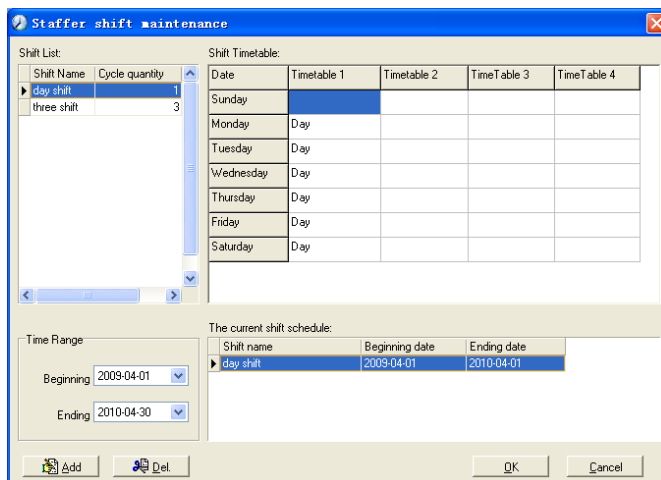 Staffer shift maintenance
Shift List:
Shift Name Cycle quantity
day shift 1
three shift 3
Shift Timetable:
Date Timetable 1 Timetable 2 TimeTable 3 TimeTable 4
Sunday
Monday Day
Tuesday Day
Wednesday Day
Thursday Day
Friday Day
Saturday Day
Time Range
Beginning 2009-04-01
Ending 2010-04-30
The current shift schedule:
Shift name Beginning date Ending date
day shift 2009-04-01 2010-04-01
Add Del. OK Cancel